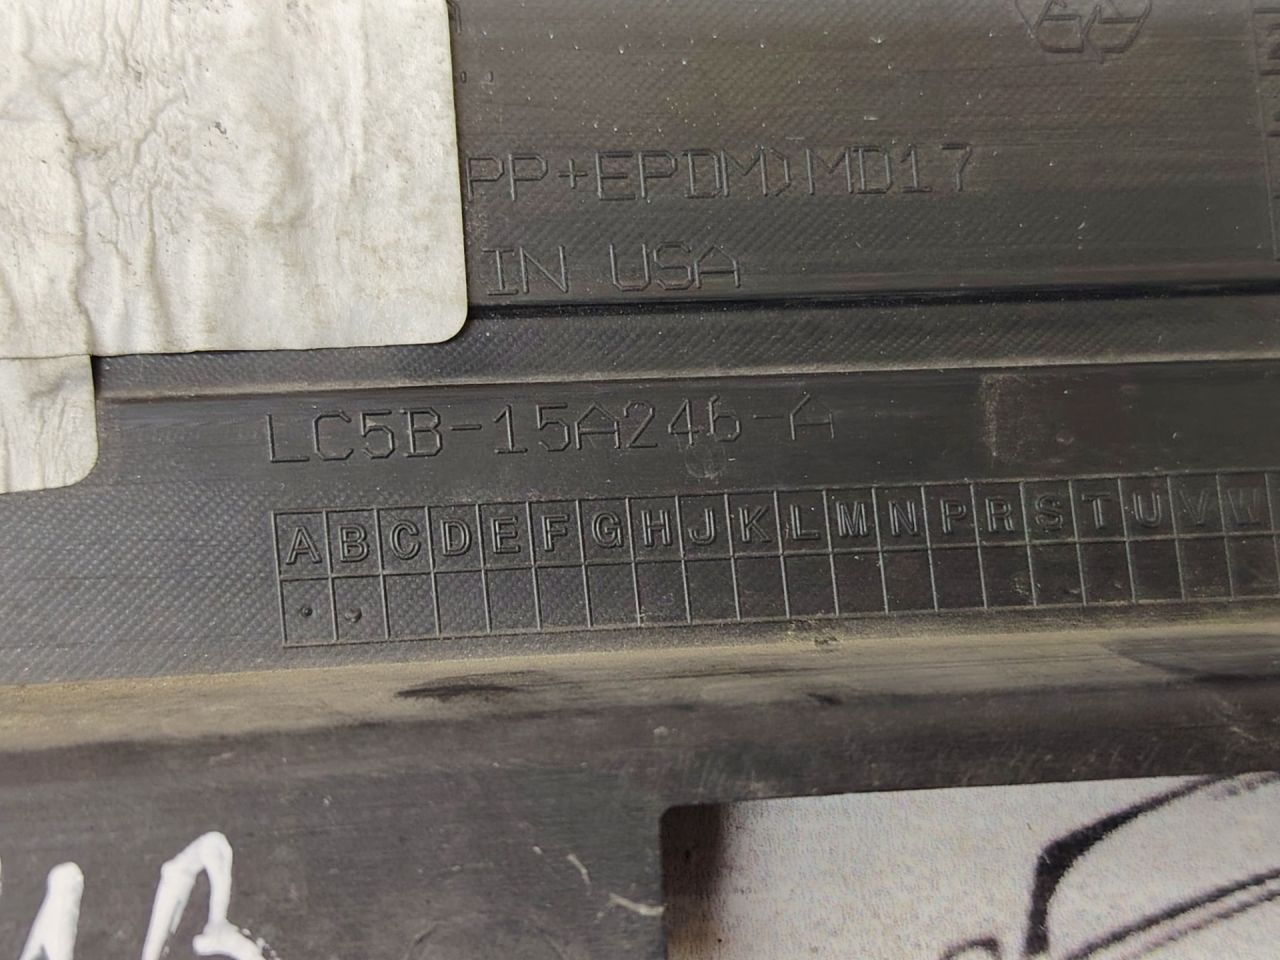 PP+EPDM>MD17
IN USA
LC5B-15A246-A
A B C D E F G H J K L M N P R S T U V W